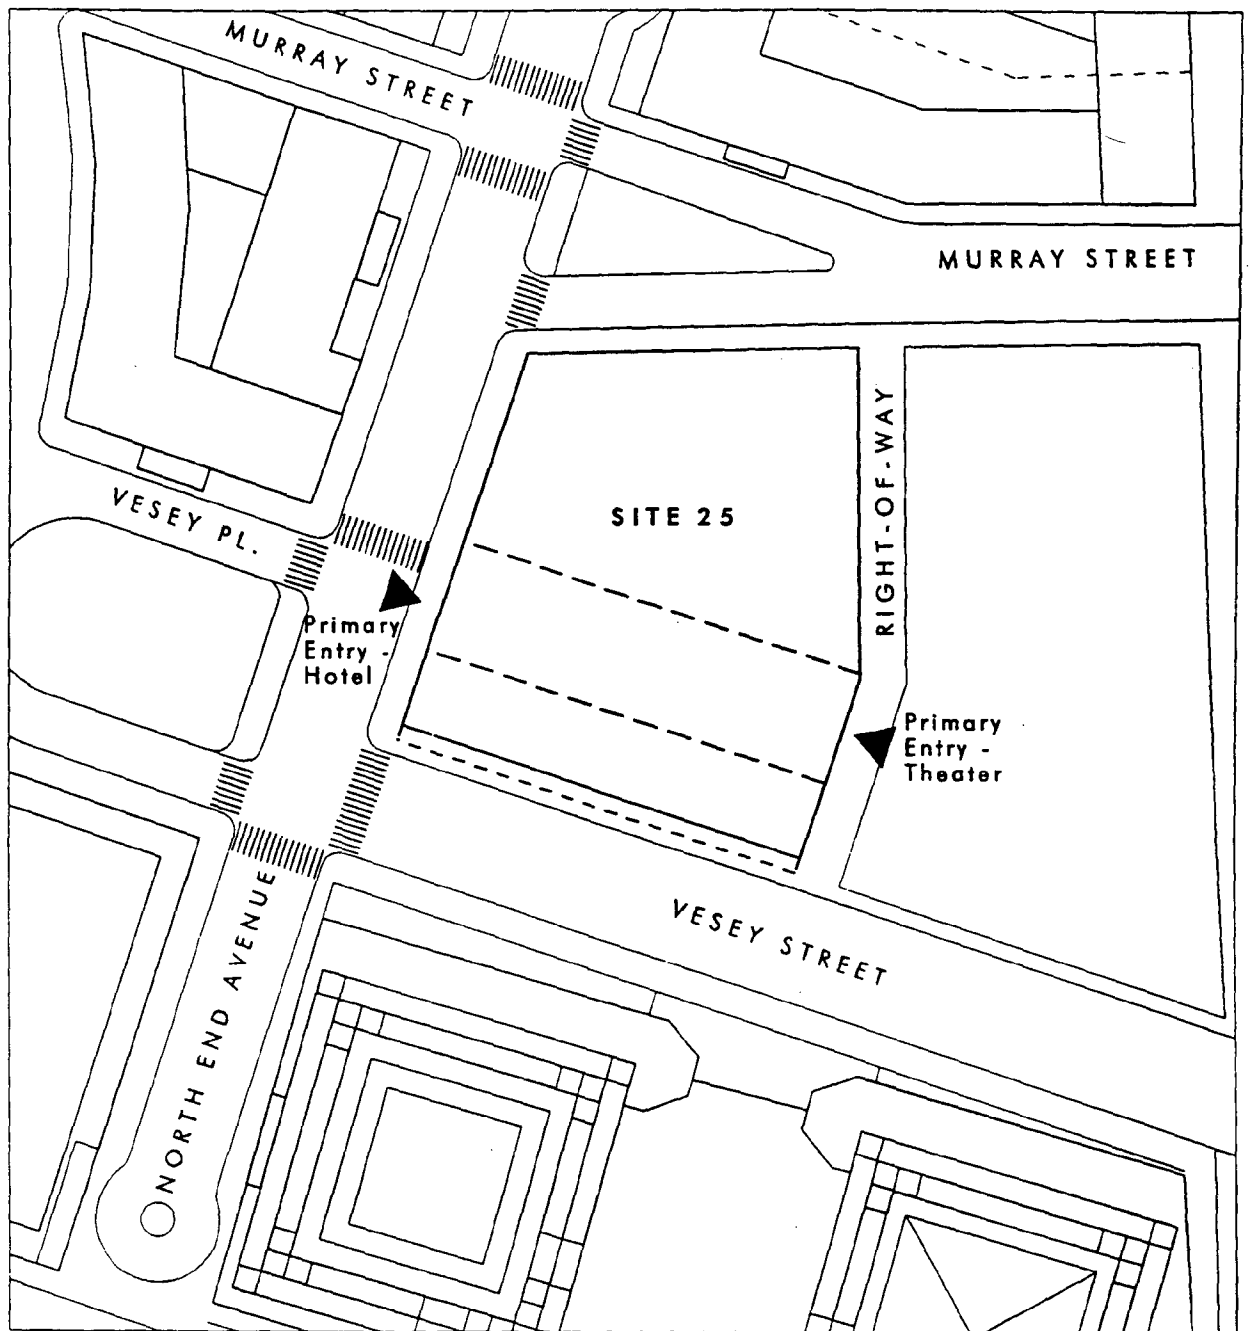 MURRAY STREET
MURRAY STREET
RIGHT-OF-WAY
SITE 25
VESEY PL.
Primary
Entry -
Hotel
Primary
Entry -
Theater
VESEY STREET
NORTH END AVENUE